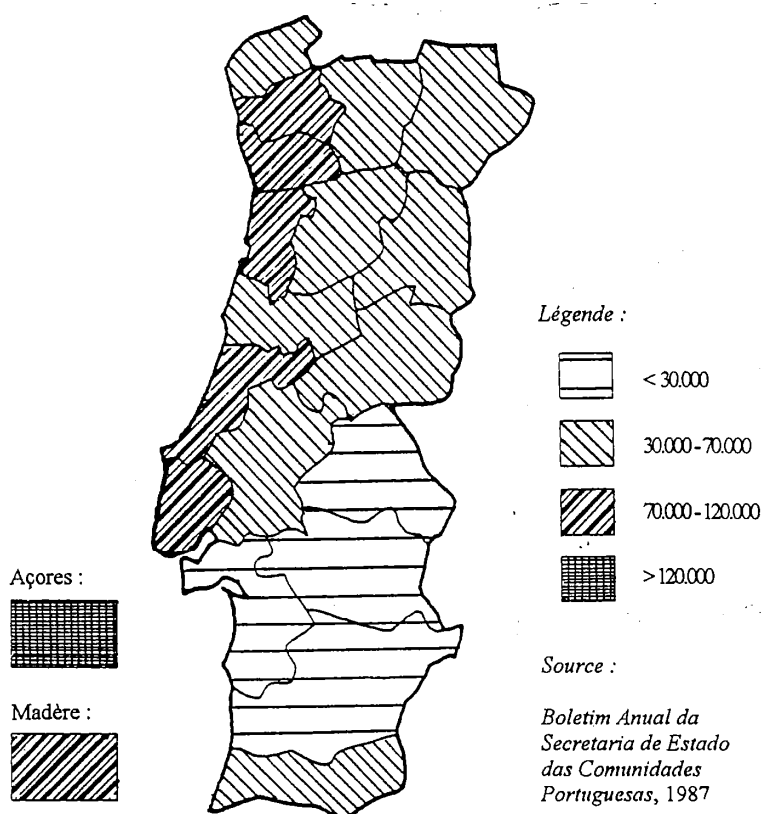 Légende :
< 30.000
30.000 - 70.000
70.000 - 120.000
> 120.000
Açores :
Madère :
Source :
Boletim Anual da
Secretaria de Estado
das Comunidades
Portuguesas, 1987